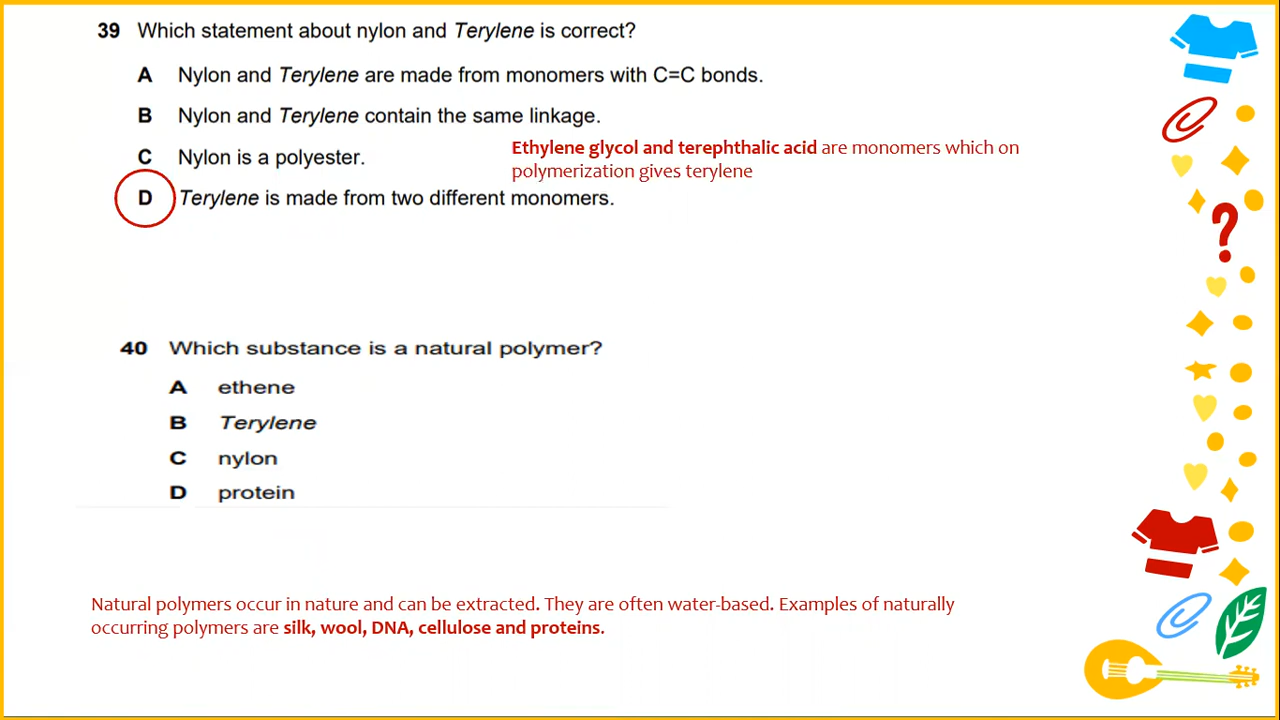 39 Which statement about nylon and Terylene is correct?
A Nylon and Terylene are made from monomers with C=C bonds.
B Nylon and Terylene contain the same linkage.
C Nylon is a polyester.
Ethylene glycol and terephthalic acid are monomers which on
polymerization gives terylene
D Terylene is made from two different monomers.
?
40 Which substance is a natural polymer?
A ethene
B Terylene
C nylon
D protein
Natural polymers occur in nature and can be extracted. They are often water-based. Examples of naturally
occurring polymers are silk, wool, DNA, cellulose and proteins.